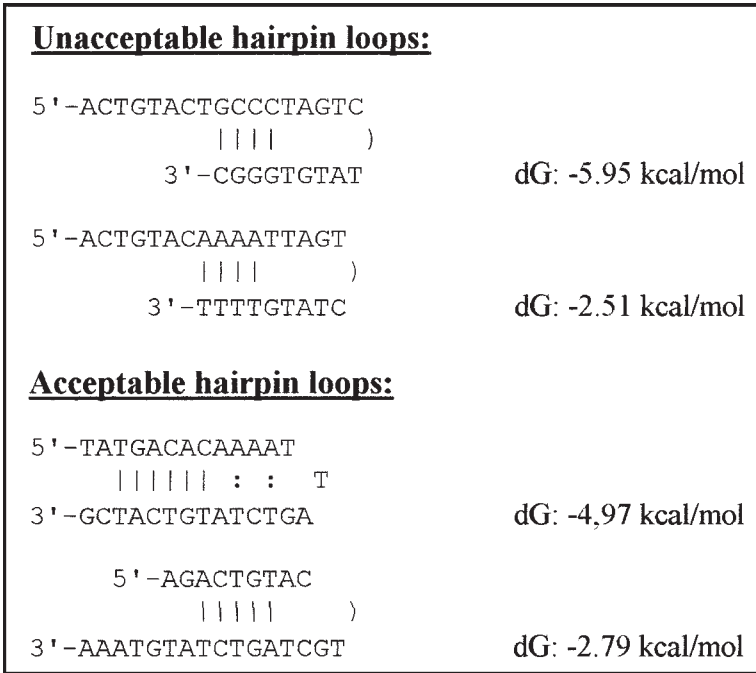 Unacceptable hairpin loops:
5'-ACTGTACTGCCCTAGTC
|||| )
3'-CGGGTGTAT dG: -5.95 kcal/mol
5'-ACTGTACAAAATTAGT
|||| )
3'-TTTTGTATC dG: -2.51 kcal/mol
Acceptable hairpin loops:
5'-TATGACACAAAAT
|||||| : : T
3'-GCTACTGTATCTGA dG: -4,97 kcal/mol
5'-AGACTGTAC
||||| )
3'-AAATGTATCTGATCGT dG: -2.79 kcal/mol